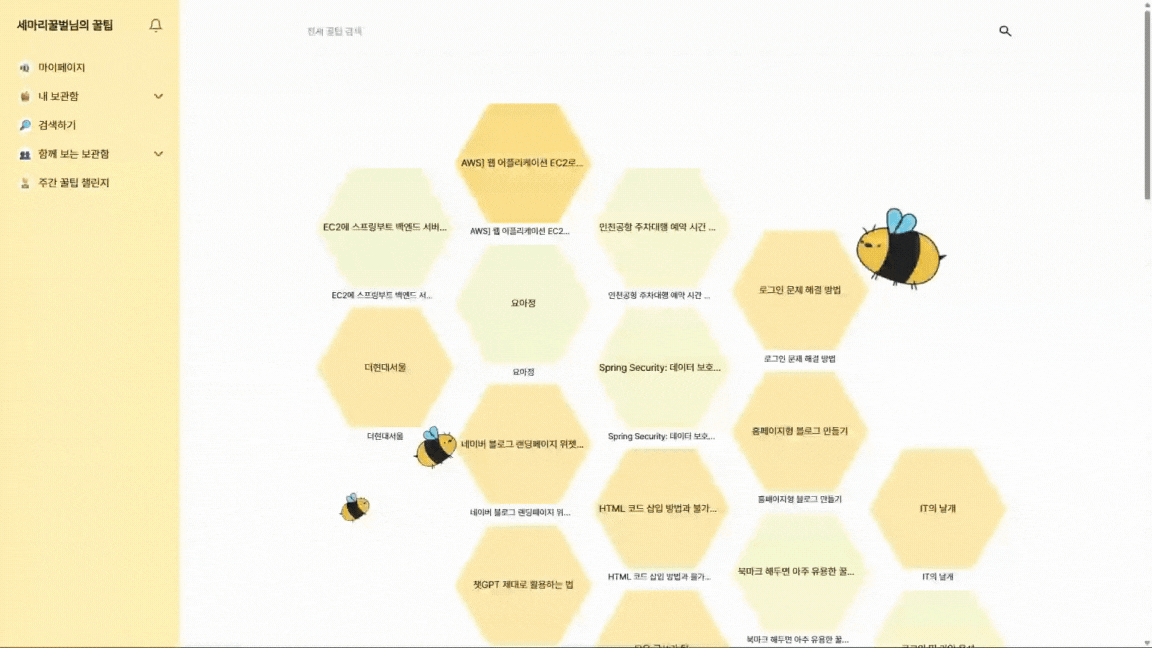 세마리꿀벌님의 꿀팁
마이페이지
내 보관함
검색하기
함께 보는 보관함
주간 꿀팁 챌린지
전체 꿀팁 검색
AWS] 웹 어플리케이션 EC2로...
AWS] 웹 어플리케이션 EC2...
EC2에 스프링부트 백엔드 서버...
EC2에 스프링부트 백엔드 서...
인천공항 주차대행 예약 시간 ...
인천공항 주차대행 예약 시간 ...
로그인 문제 해결 방법
로그인 문제 해결 방법
요아정
요아정
더현대서울
더현대서울
Spring Security: 데이터 보호...
Spring Security: 데이터 보호...
네이버 블로그 랜딩페이지 위젯...
네이버 블로그 랜딩페이지 위...
홈페이지형 블로그 만들기
홈페이지형 블로그 만들기
HTML 코드 삽입 방법과 불가...
HTML 코드 삽입 방법과 불가...
IT의 날개
IT의 날개
챗GPT 제대로 활용하는 법
북마크 해두면 아주 유용한 꿀...
북마크 해두면 아주 유용한 꿀...